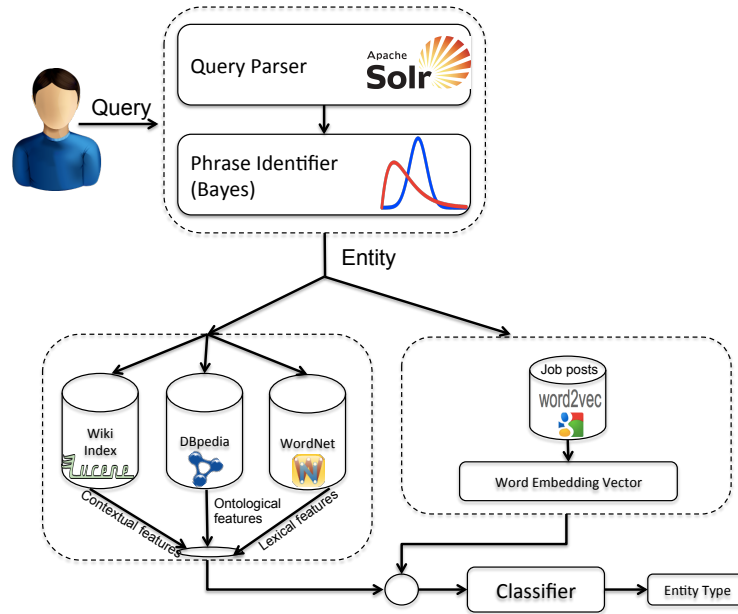 Query
Query Parser
Apache
Solr
Phrase Identifier
(Bayes)
Entity
Wiki
Index
Lucene
DBpedia
WordNet
W
Contextual features
Ontological
features
Lexical features
Job posts
word2vec
g
Word Embedding Vector
Classifier
Entity Type